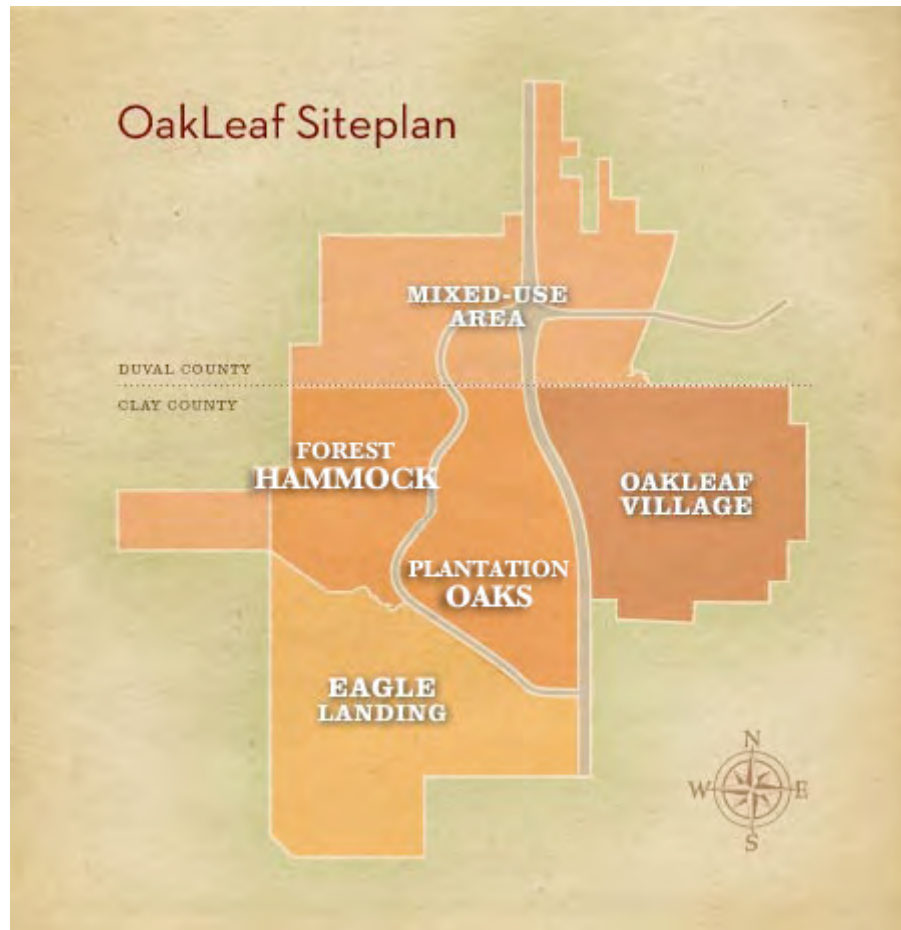 OakLeaf Siteplan
MIXED-USE
AREA
DUVAL COUNTY
CLAY COUNTY
FOREST
HAMMOCK
OAKLEAF
VILLAGE
PLANTATION
OAKS
EAGLE
LANDING
N
W
E
S